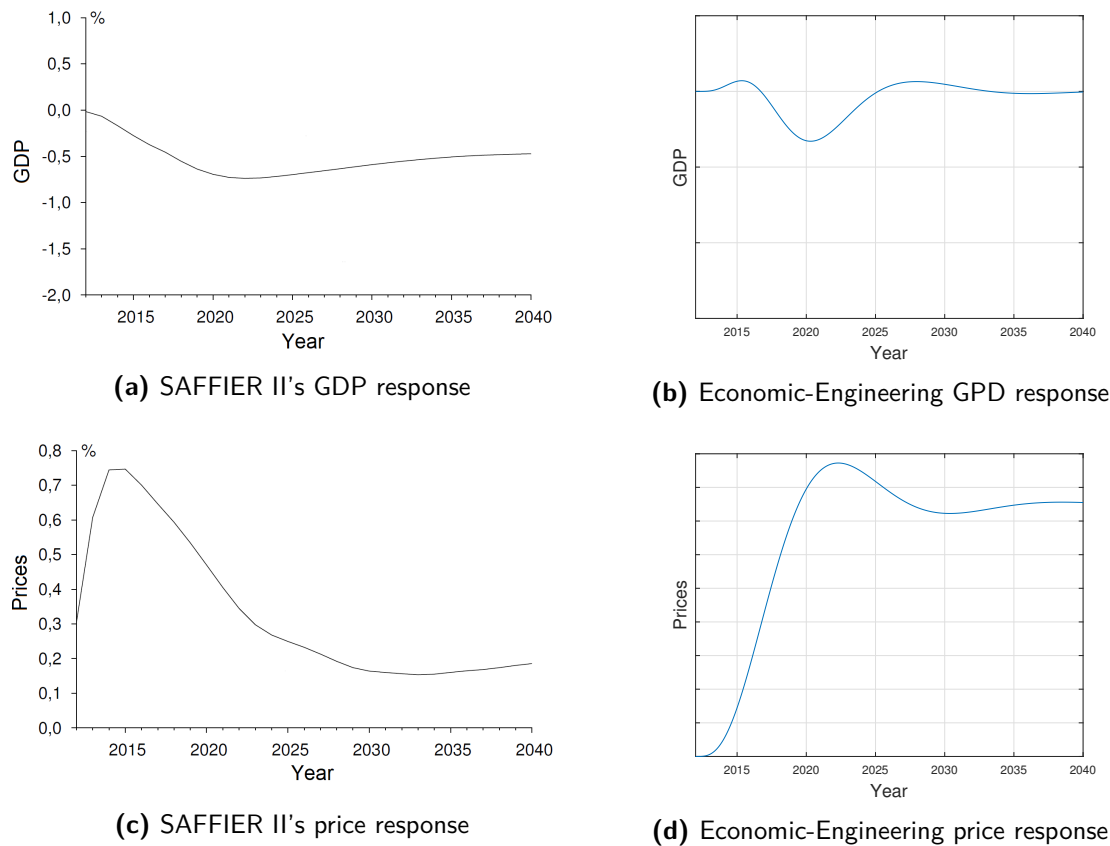 1,0 %
0,5
0,0
-0,5
-1,0
-1,5
-2,0
GDP
2015 2020 2025 2030 2035 2040
Year
(a) SAFFIER II's GDP response
GDP
2015 2020 2025 2030 2035 2040
Year
(b) Economic-Engineering GPD response
0,8 %
0,7
0,6
0,5
0,4
0,3
0,2
0,1
0,0
Prices
2015 2020 2025 2030 2035 2040
Year
(c) SAFFIER II's price response
Prices
2015 2020 2025 2030 2035 2040
Year
(d) Economic-Engineering price response